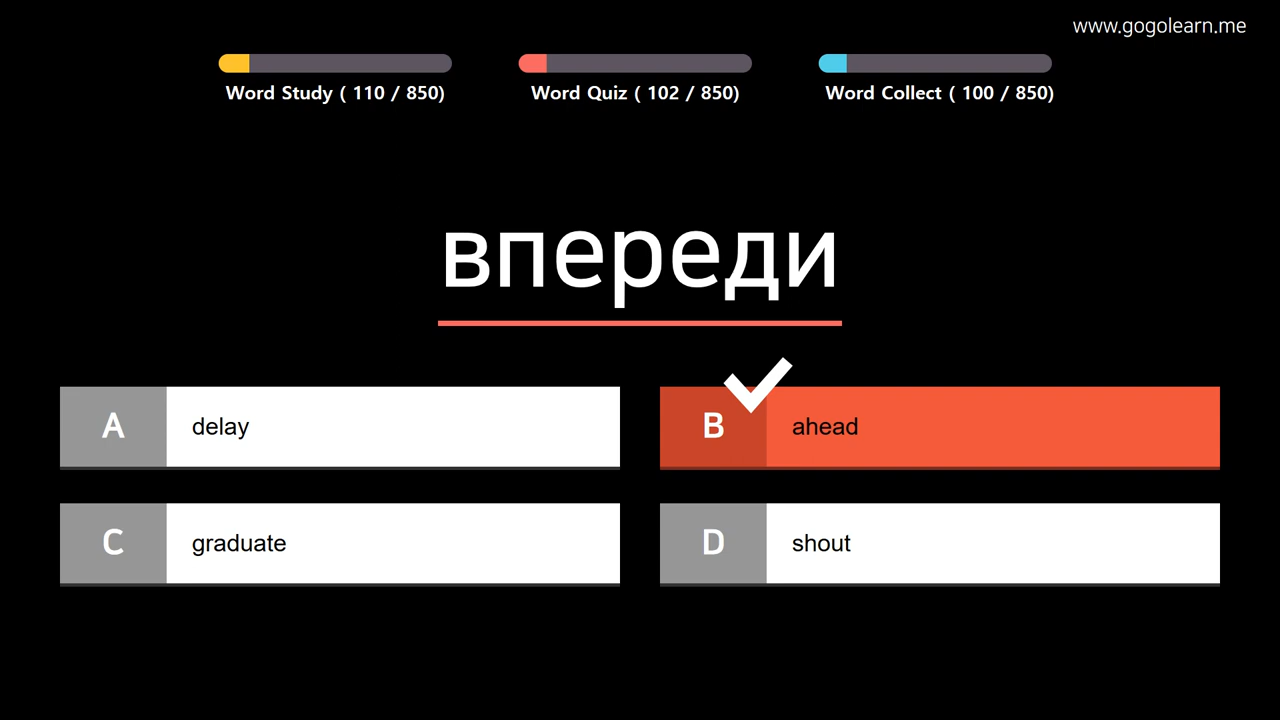 www.gogolearn.me
Word Study ( 110 / 850)
Word Quiz ( 102 / 850)
Word Collect ( 100 / 850)
впереди
A delay
B ahead
C graduate
D shout